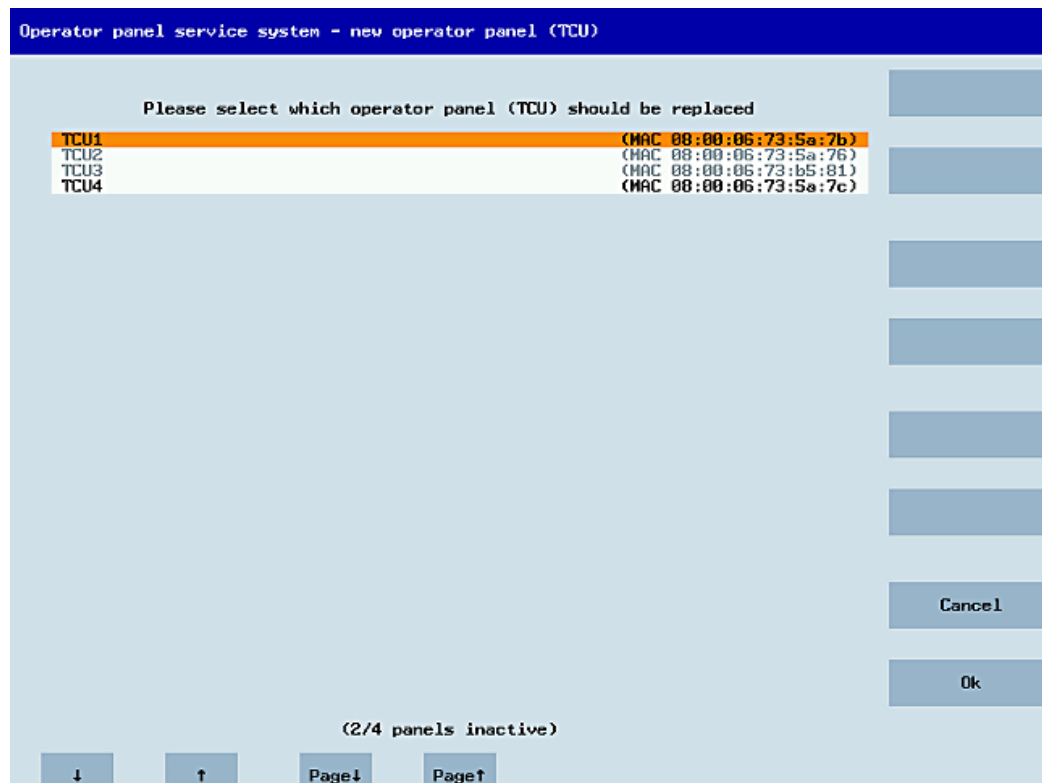 Operator panel service system - new operator panel (TCU)
Please select which operator panel (TCU) should be replaced
TCU1 (MAC 08:00:06:73:5a:7b)
TCU2 (MAC 08:00:06:73:5a:76)
TCU3 (MAC 08:00:06:73:b5:81)
TCU4 (MAC 08:00:06:73:5a:7c)
Cancel
Ok
(2/4 panels inactive)
↓ ↑ Page↓ Page↑